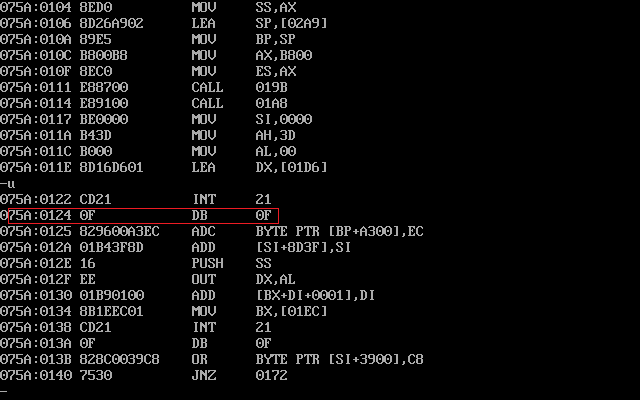 075A:0104 8ED0 MOV SS,AX
075A:0106 8D26A902 LEA SP,[02A9]
075A:010A 89E5 MOV BP,SP
075A:010C B800B8 MOV AX,B800
075A:010F 8EC0 MOV ES,AX
075A:0111 E88700 CALL 019B
075A:0114 E89100 CALL 01A8
075A:0117 BE0000 MOV SI,0000
075A:011A B43D MOV AH,3D
075A:011C B000 MOV AL,00
075A:011E 8D16D601 LEA DX,[01D6]
-u
075A:0122 CD21 INT 21
075A:0124 0F DB 0F
075A:0125 829600A3EC ADC BYTE PTR [BP+A300],EC
075A:012A 01B43F8D ADD [SI+8D3F],SI
075A:012E 16 PUSH SS
075A:012F EE OUT DX,AL
075A:0130 01B90100 ADD [BX+DI+0001],DI
075A:0134 8B1EEC01 MOV BX,[01EC]
075A:0138 CD21 INT 21
075A:013A 0F DB 0F
075A:013B 828C0039C8 OR BYTE PTR [SI+3900],C8
075A:0140 7530 JNZ 0172
-